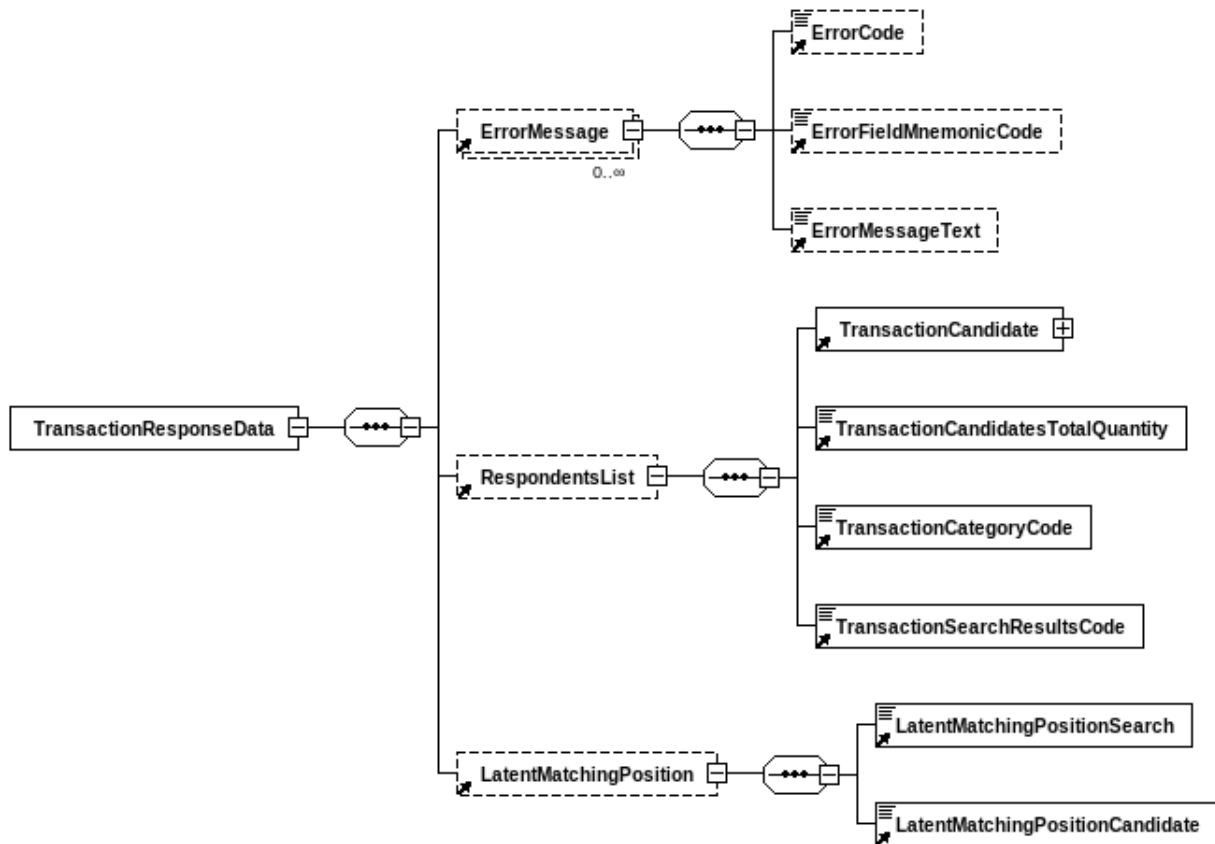 ErrorCode
ErrorMessage
0..∞
ErrorFieldMnemonicCode
ErrorMessageText
TransactionCandidate
TransactionResponseData
TransactionCandidatesTotalQuantity
RespondentsList
TransactionCategoryCode
TransactionSearchResultsCode
LatentMatchingPositionSearch
LatentMatchingPosition
LatentMatchingPositionCandidate